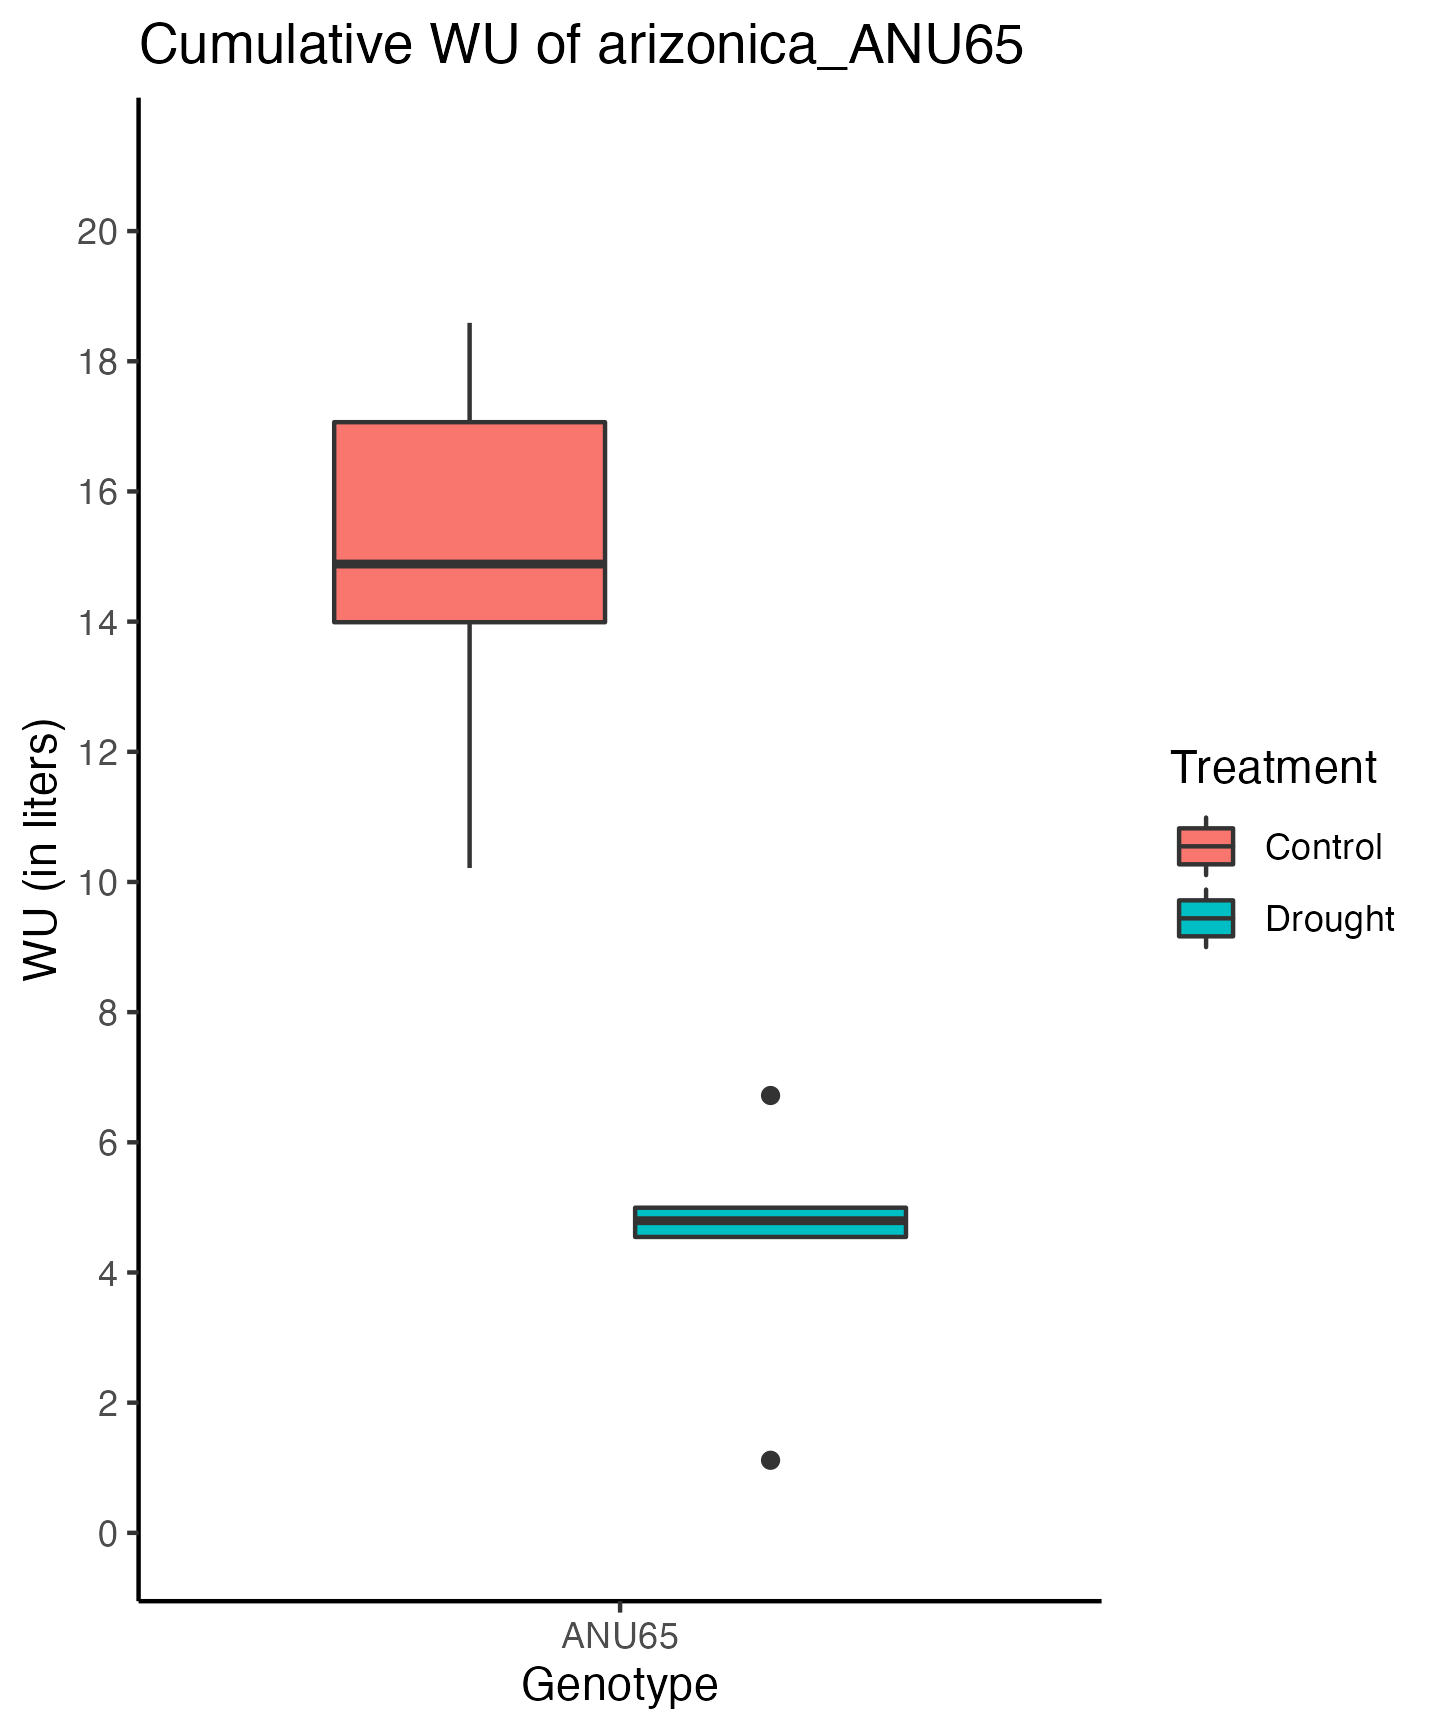 Cumulative WU of arizonica_ANU65
WU (in liters)
20
18
16
14
12
10
8
6
4
2
0
ANU65
Genotype
Treatment
Control
Drought